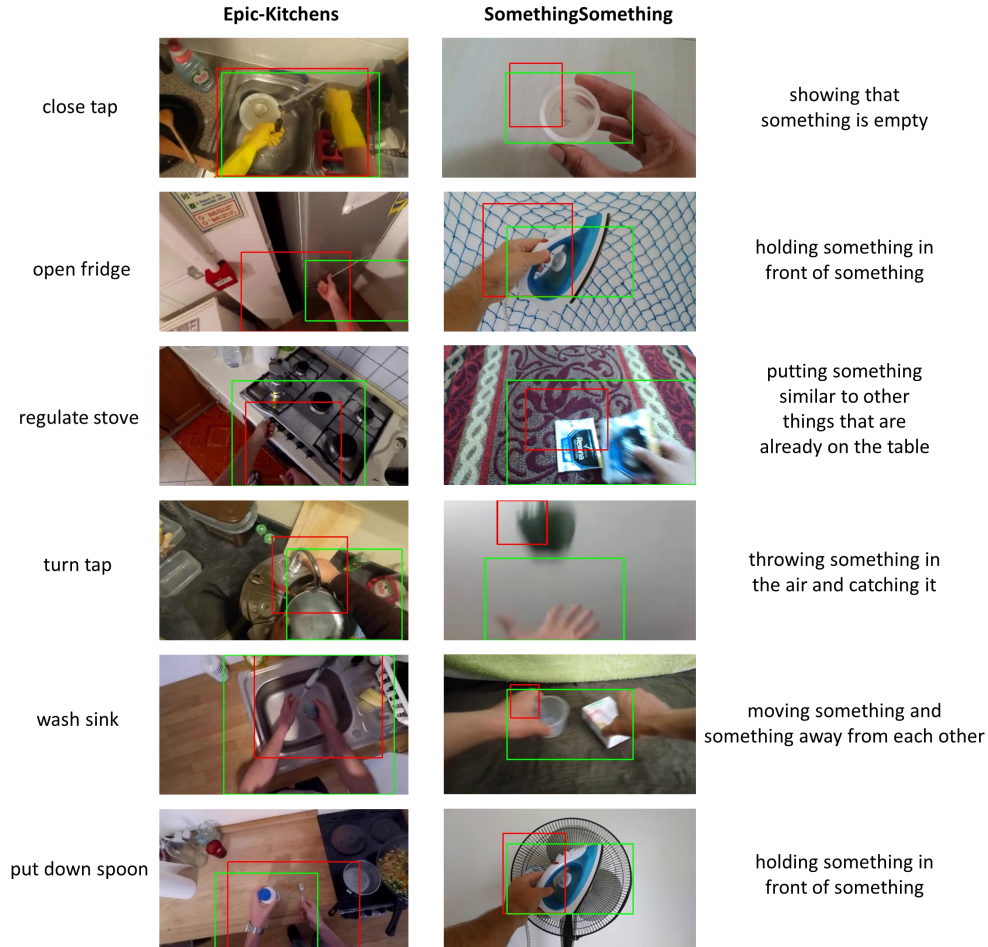 Epic-Kitchens
SomethingSomething
close tap
showing that
something is empty
open fridge
holding something in
front of something
regulate stove
putting something
similar to other
things that are
already on the table
turn tap
throwing something in
the air and catching it
wash sink
moving something and
something away from each other
put down spoon
holding something in
front of something